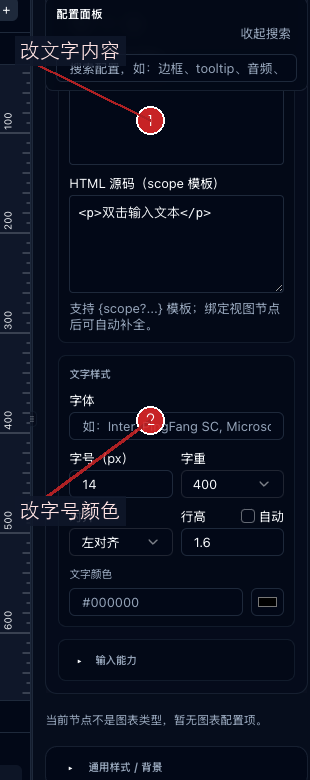 +
配置面板
收起搜索
改文字内容
搜索配置，如：边框、tooltip、音频、
1
100
HTML 源码（scope 模板）
<p>双击输入文本</p>
200
支持 {scope?...} 模板；绑定视图节点
后可自动补全。
300
文字样式
字体
如：Inter
2
gFang SC, Microsc
400
字号（px）
字重
14
400
改字号颜色
行高
自动
500
左对齐
1.6
文字颜色
#000000
600
输入能力
当前节点不是图表类型，暂无图表配置项。
通用样式 / 背景